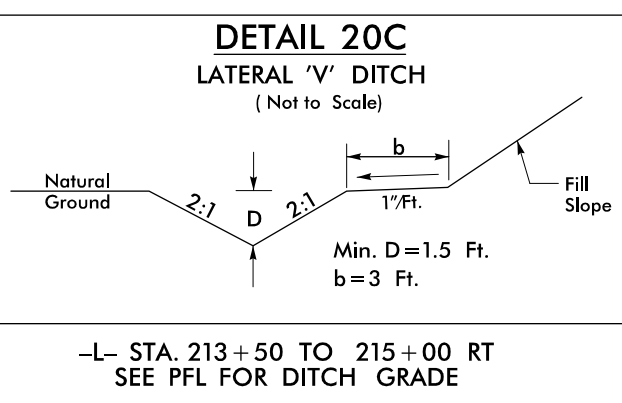 DETAIL 20C
LATERAL 'V' DITCH
( Not to Scale)
b
Natural
Ground
2:1
D
2:1
1"/Ft.
Fill
Slope
Min. D=1.5 Ft.
b=3 Ft.
-L- STA. 213+50 TO 215+00 RT
SEE PFL FOR DITCH GRADE